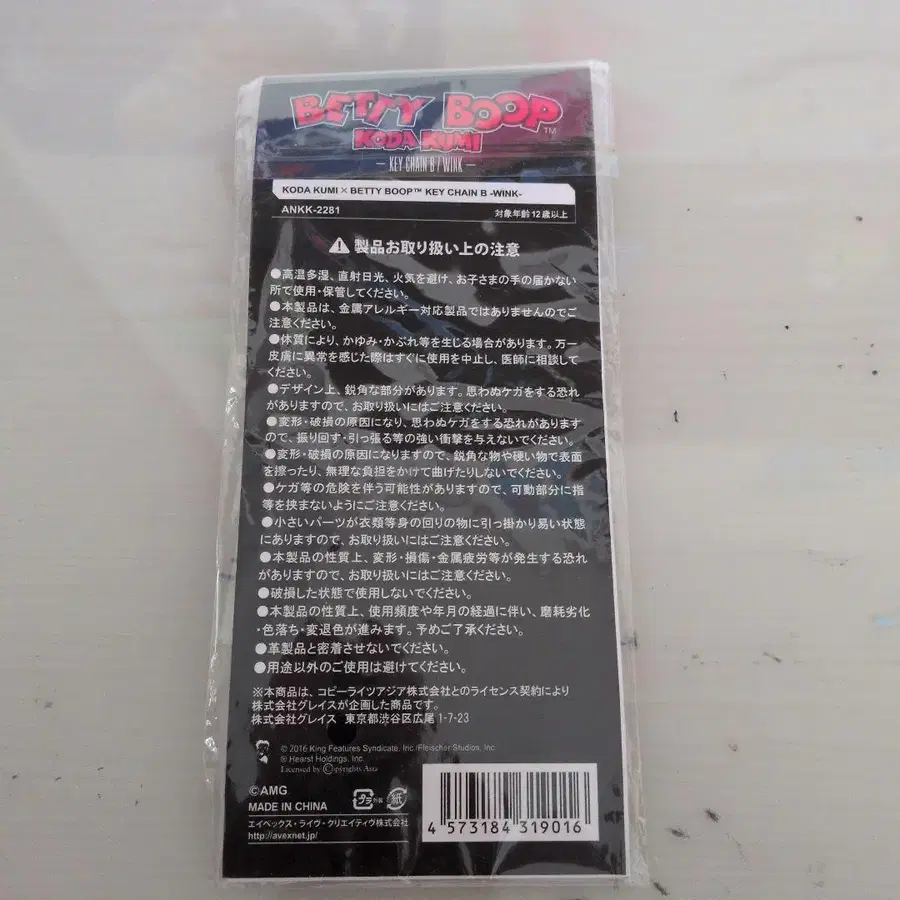 BETTY BOOP™
KODA KUMI
— KEY CHAIN B / WINK —
KODA KUMI × BETTY BOOP™ KEY CHAIN B -WINK-
ANKK-2281 対象年齢12歳以上
⚠製品お取り扱い上の注意
●高温多湿、直射日光、火気を避け、お子さまの手の届かない
所で使用・保管してください。
●本製品は、金属アレルギー対応製品ではありませんのでご
注意ください。
●体質により、かゆみ・かぶれ等を生じる場合があります。万一
皮膚に異常を感じた際はすぐに使用を中止し、医師に相談して
ください。
●デザイン上、鋭角な部分があります。思わぬケガをする恐れ
がありますので、お取り扱いにはご注意ください。
●変形・破損の原因になり、思わぬケガをする恐れがあります
ので、振り回す・引っ張る等の強い衝撃を与えないでください。
●変形・破損の原因になりますので、鋭角な物や硬い物で表面
を擦ったり、無理な負担をかけて曲げたりしないでください。
●ケガ等の危険を伴う可能性がありますので、可動部分に指
等を挟まないようにご注意ください。
●小さいパーツが衣類等身の回りの物に引っ掛かり易い状態
にありますので、お取り扱いにはご注意ください。
●本製品の性質上、変形・損傷・金属疲労等が発生する恐れ
がありますので、お取り扱いにはご注意ください。
●破損した状態で使用しないでください。
●本製品の性質上、使用頻度や年月の経過に伴い、磨耗劣化
・色落ち・変退色が進みます。予めご了承ください。
●革製品と密着させないでください。
●用途以外のご使用は避けてください。
※本商品は、コピーライツアジア株式会社とのライセンス契約により
株式会社グレイスが企画した商品です。
株式会社グレイス 東京都渋谷区広尾1-7-23
© 2016 King Features Syndicate, Inc./Fleischer Studios, Inc.
® Hearst Holdings, Inc.
Licensed by Copyrights Asia
©AMG
MADE IN CHINA プラ 外装 紙
エイベックス・ライヴ・クリエイティヴ株式会社
http://avexnet.jp/
4 573184 319016